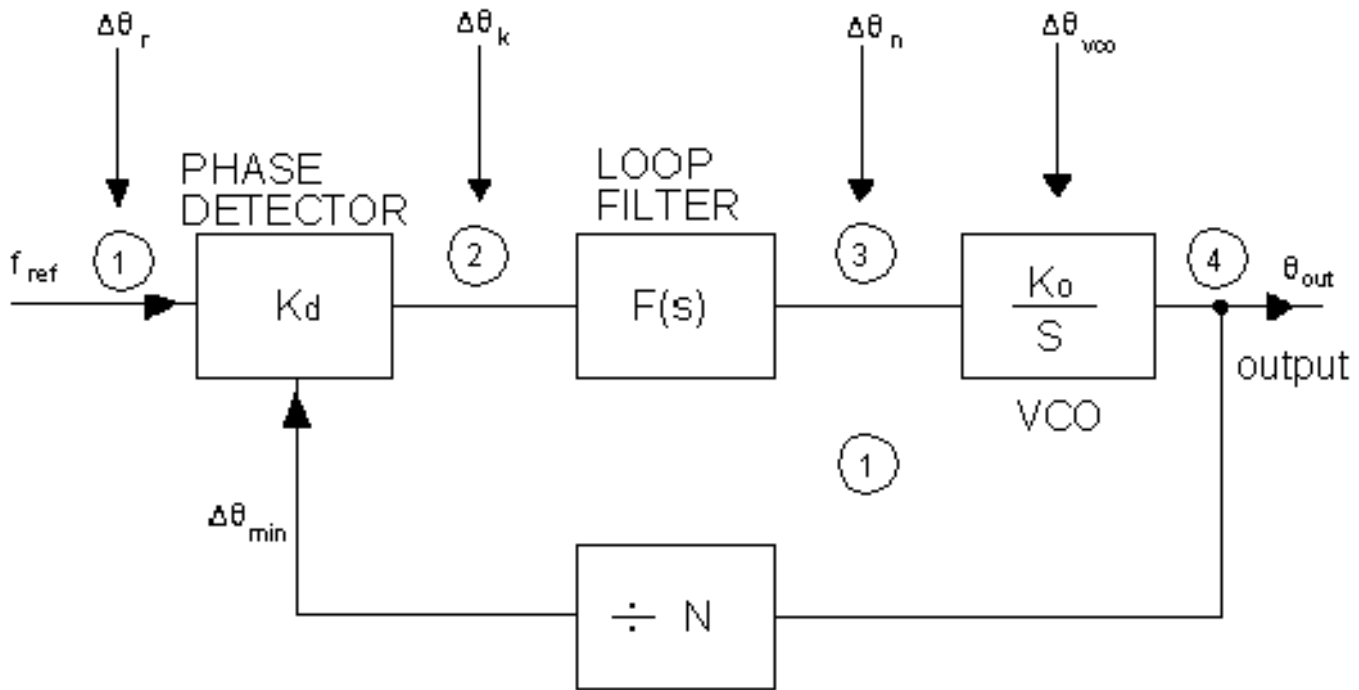 Δθr
Δθk
Δθn
Δθvco
PHASE
DETECTOR
LOOP
FILTER
fref
1
2
3
4
θout
Kd
F(s)
Ko
S
output
VCO
1
Δθmin
÷ N